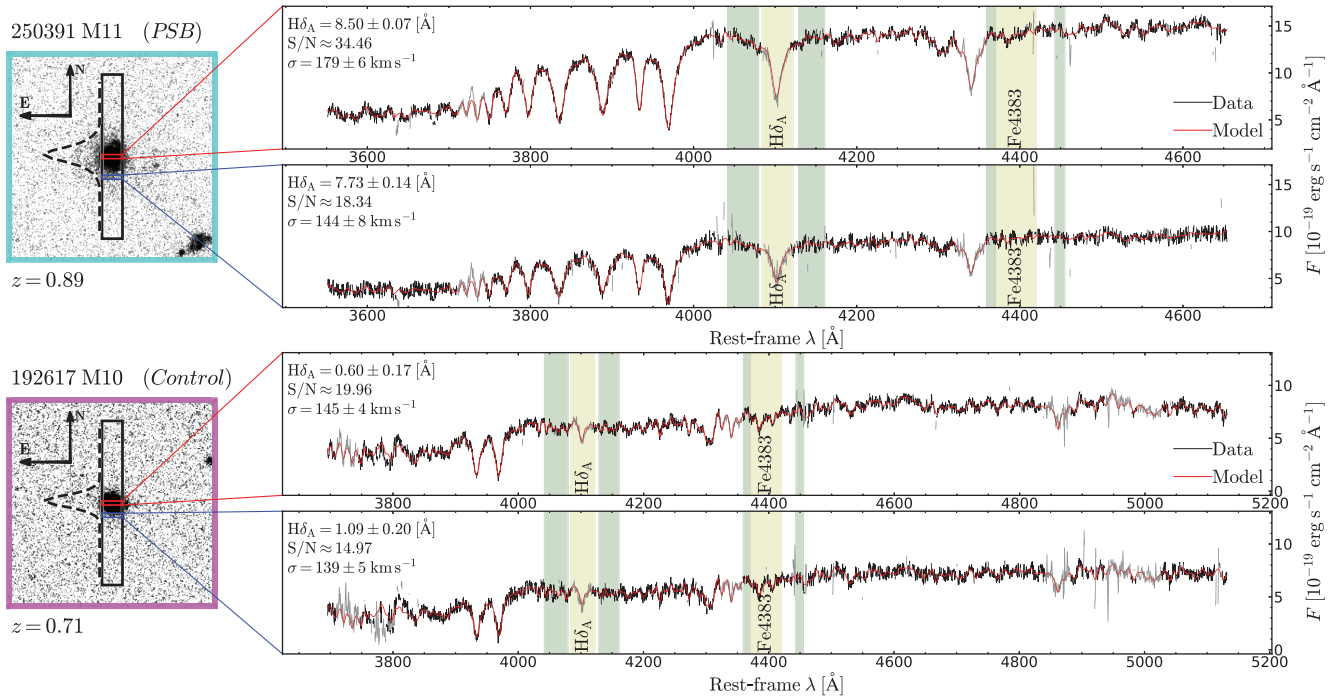 250391 M11 (PSB)
N
E
z = 0.89
Hδ_A = 8.50 ± 0.07 [Å]
S/N ≈ 34.46
σ = 179 ± 6 km s⁻¹
Hδ_A
Fe4383
Data
Model
15
10
5
3600 3800 4000 4200 4400 4600
Hδ_A = 7.73 ± 0.14 [Å]
S/N ≈ 18.34
σ = 144 ± 8 km s⁻¹
Hδ_A
Fe4383
15
10
5
3600 3800 4000 4200 4400 4600
Rest-frame λ [Å]
F [10⁻¹⁹ erg s⁻¹ cm⁻² Å⁻¹]
192617 M10 (Control)
N
E
z = 0.71
Hδ_A = 0.60 ± 0.17 [Å]
S/N ≈ 19.96
σ = 145 ± 4 km s⁻¹
Hδ_A
Fe4383
Data
Model
10
5
0
3800 4000 4200 4400 4600 4800 5000 5200
Hδ_A = 1.09 ± 0.20 [Å]
S/N ≈ 14.97
σ = 139 ± 5 km s⁻¹
Hδ_A
Fe4383
10
5
0
3800 4000 4200 4400 4600 4800 5000 5200
Rest-frame λ [Å]
F [10⁻¹⁹ erg s⁻¹ cm⁻² Å⁻¹]